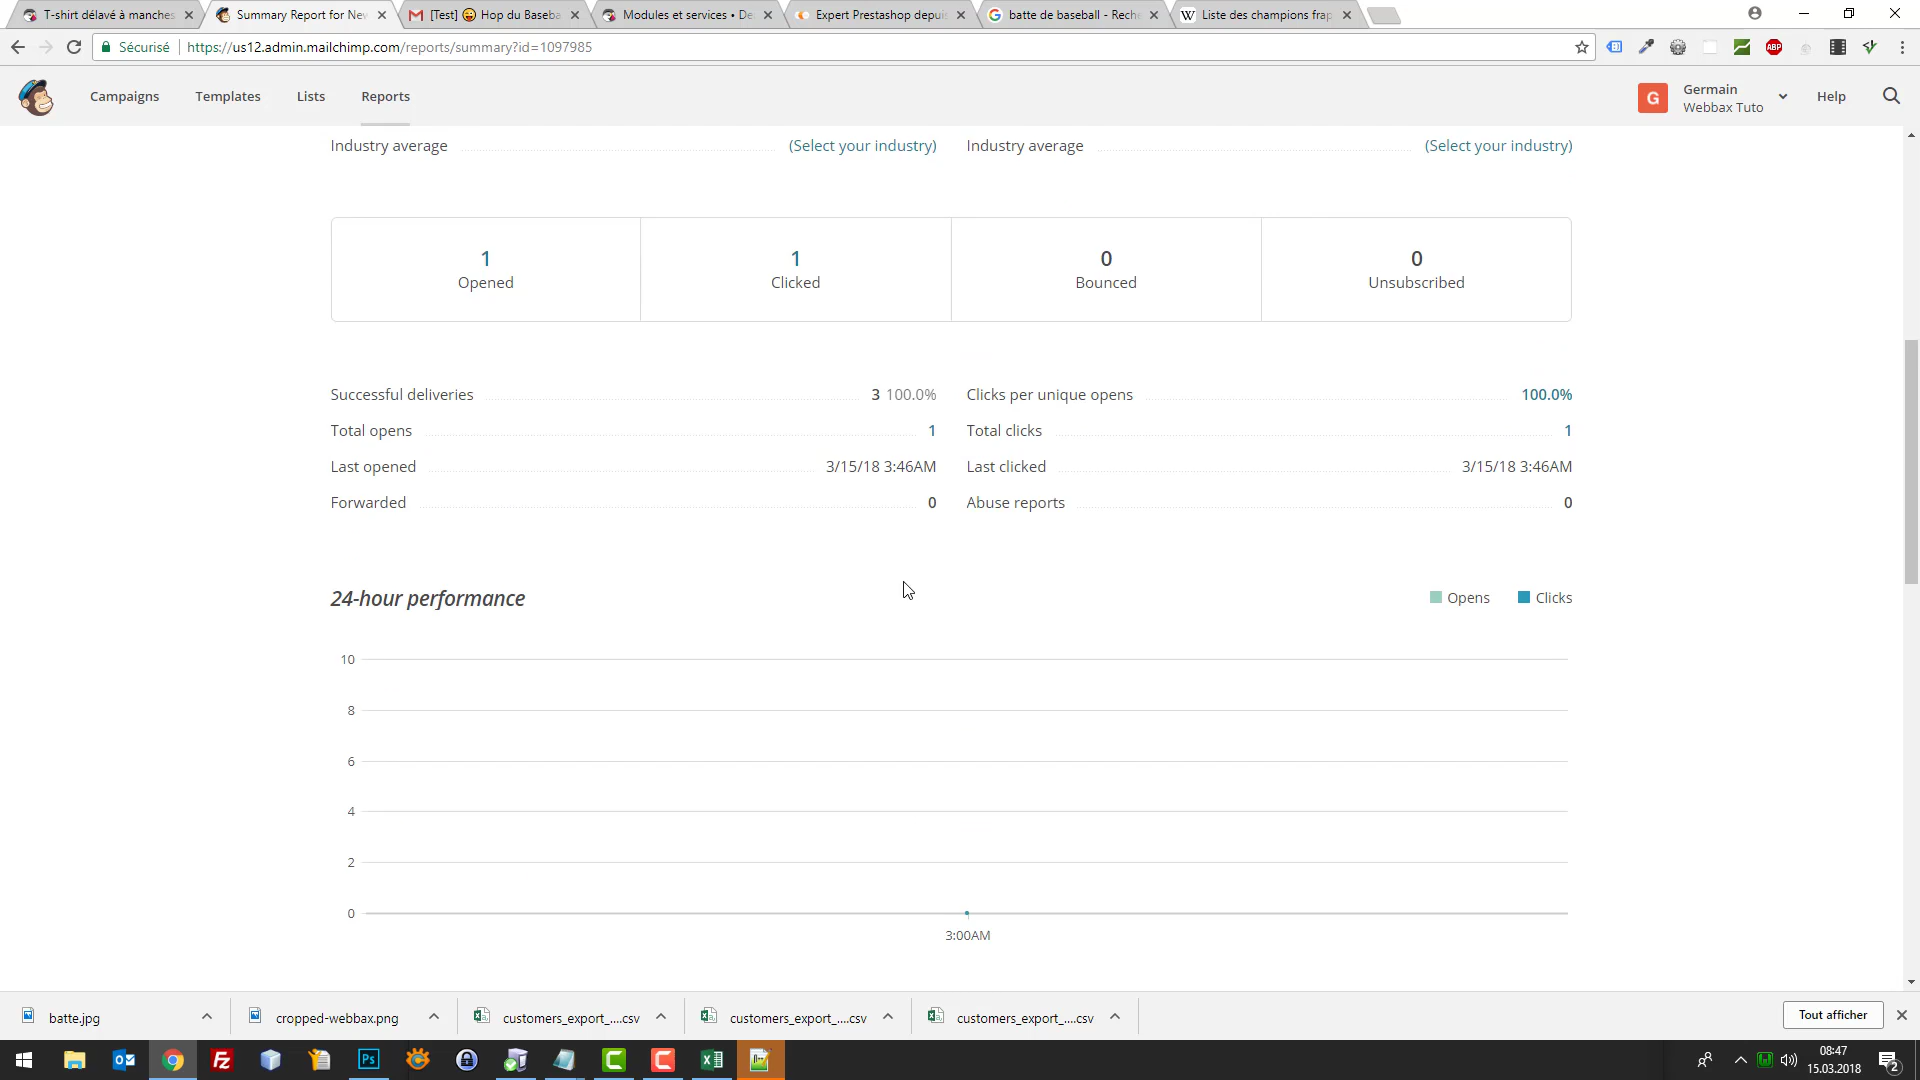 T-shirt délavé à manches
Summary Report for New
[Test] 😜 Hop du Baseba
Modules et services • De
Expert Prestashop depui
batte de baseball - Rech
Liste des champions frap
Sécurisé
https://us12.admin.mailchimp.com/reports/summary?id=1097985
ABP
Campaigns
Templates
Lists
Reports
G
Germain
Webbax Tuto
Help
Industry average
(Select your industry)
Industry average
(Select your industry)
1
Opened
1
Clicked
0
Bounced
0
Unsubscribed
Successful deliveries
3 100.0%
Clicks per unique opens
100.0%
Total opens
1
Total clicks
1
Last opened
3/15/18 3:46AM
Last clicked
3/15/18 3:46AM
Forwarded
0
Abuse reports
0
24-hour performance
Opens
Clicks
10
8
6
4
2
0
3:00AM
batte.jpg
cropped-webbax.png
customers_export_....csv
customers_export_....csv
customers_export_....csv
Tout afficher
Fz
Ps
08:47
15.03.2018
2